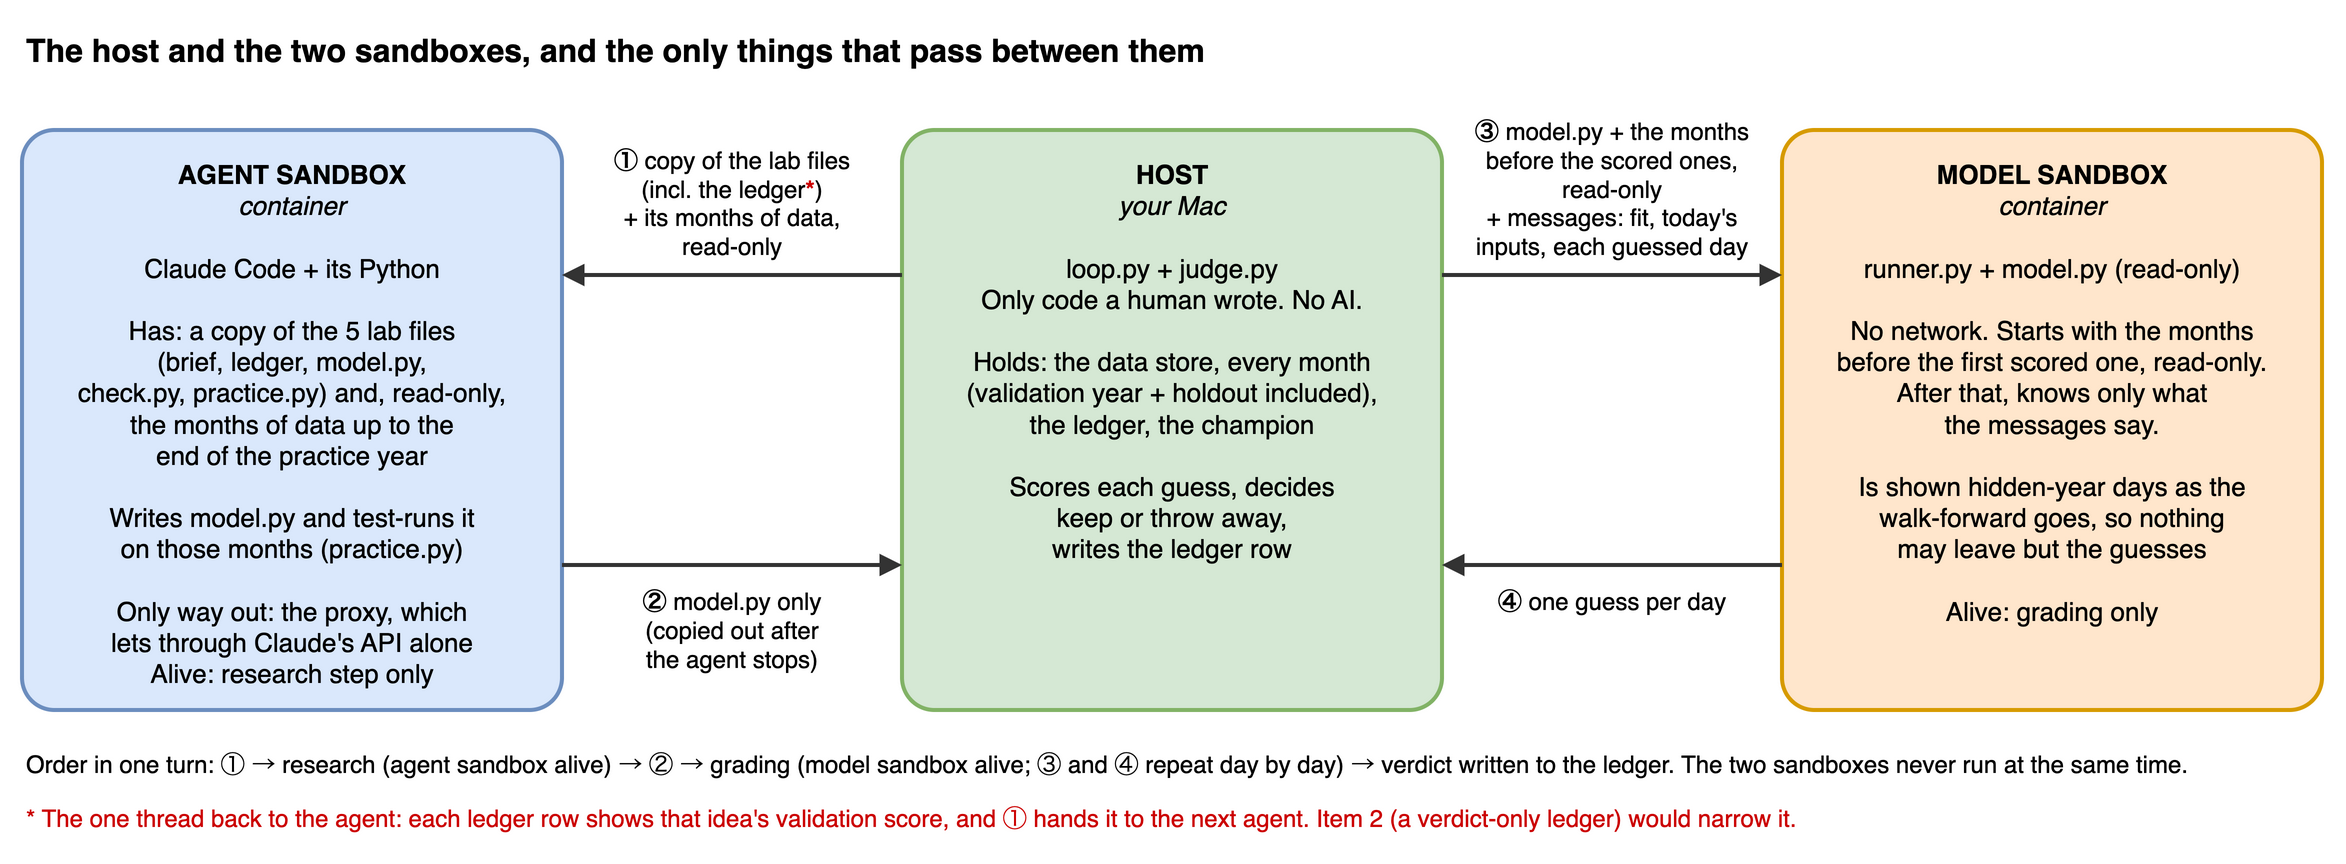 The host and the two sandboxes, and the only things that pass between them
AGENT SANDBOX
container
Claude Code + its Python
Has: a copy of the 5 lab files
(brief, ledger, model.py,
check.py, practice.py) and, read-only,
the months of data up to the
end of the practice year
Writes model.py and test-runs it
on those months (practice.py)
Only way out: the proxy, which
lets through Claude's API alone
Alive: research step only
① copy of the lab files
(incl. the ledger*)
+ its months of data,
read-only
② model.py only
(copied out after
the agent stops)
HOST
your Mac
loop.py + judge.py
Only code a human wrote. No AI.
Holds: the data store, every month
(validation year + holdout included),
the ledger, the champion
Scores each guess, decides
keep or throw away,
writes the ledger row
③ model.py + the months
before the scored ones,
read-only
+ messages: fit, today's
inputs, each guessed day
④ one guess per day
MODEL SANDBOX
container
runner.py + model.py (read-only)
No network. Starts with the months
before the first scored one, read-only.
After that, knows only what
the messages say.
Is shown hidden-year days as the
walk-forward goes, so nothing
may leave but the guesses
Alive: grading only
Order in one turn: ① → research (agent sandbox alive) → ② → grading (model sandbox alive; ③ and ④ repeat day by day) → verdict written to the ledger. The two sandboxes never run at the same time.
* The one thread back to the agent: each ledger row shows that idea's validation score, and ① hands it to the next agent. Item 2 (a verdict-only ledger) would narrow it.